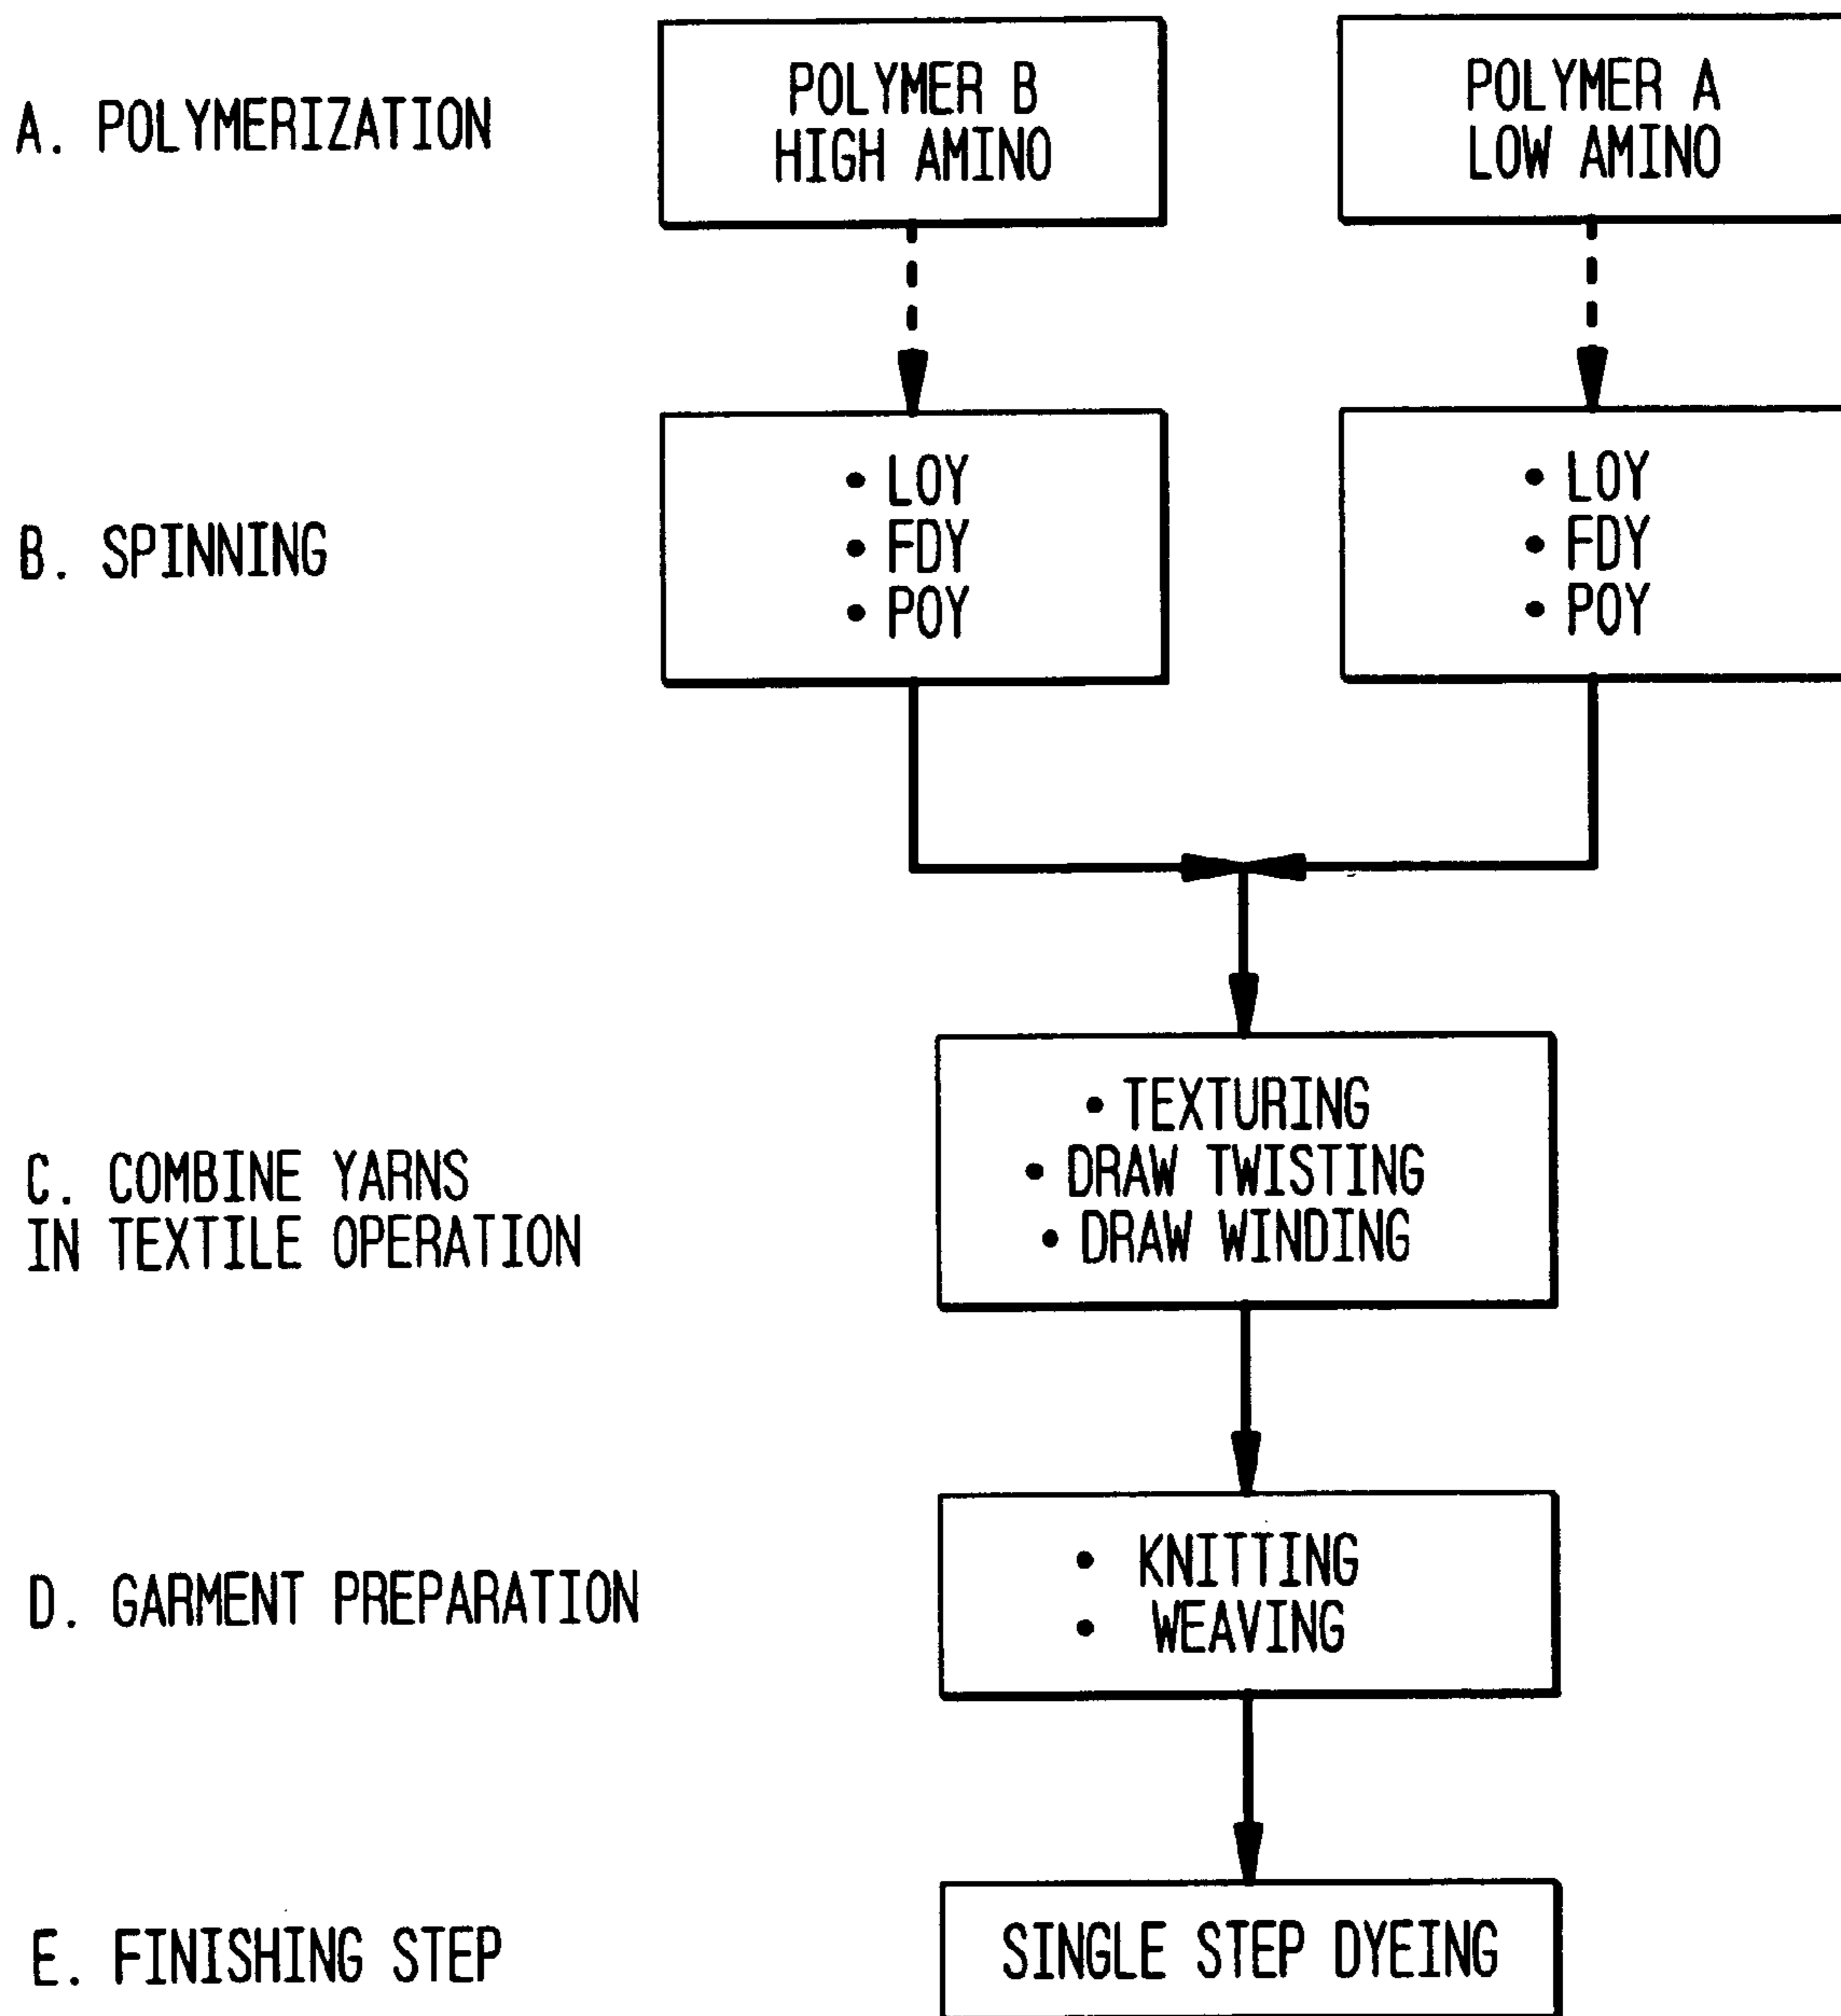 A. POLYMERIZATION
POLYMER B
HIGH AMINO
POLYMER A
LOW AMINO
B. SPINNING
• LOY
• FDY
• POY
• LOY
• FDY
• POY
C. COMBINE YARNS
IN TEXTILE OPERATION
• TEXTURING
• DRAW TWISTING
• DRAW WINDING
D. GARMENT PREPARATION
• KNITTING
• WEAVING
E. FINISHING STEP
SINGLE STEP DYEING